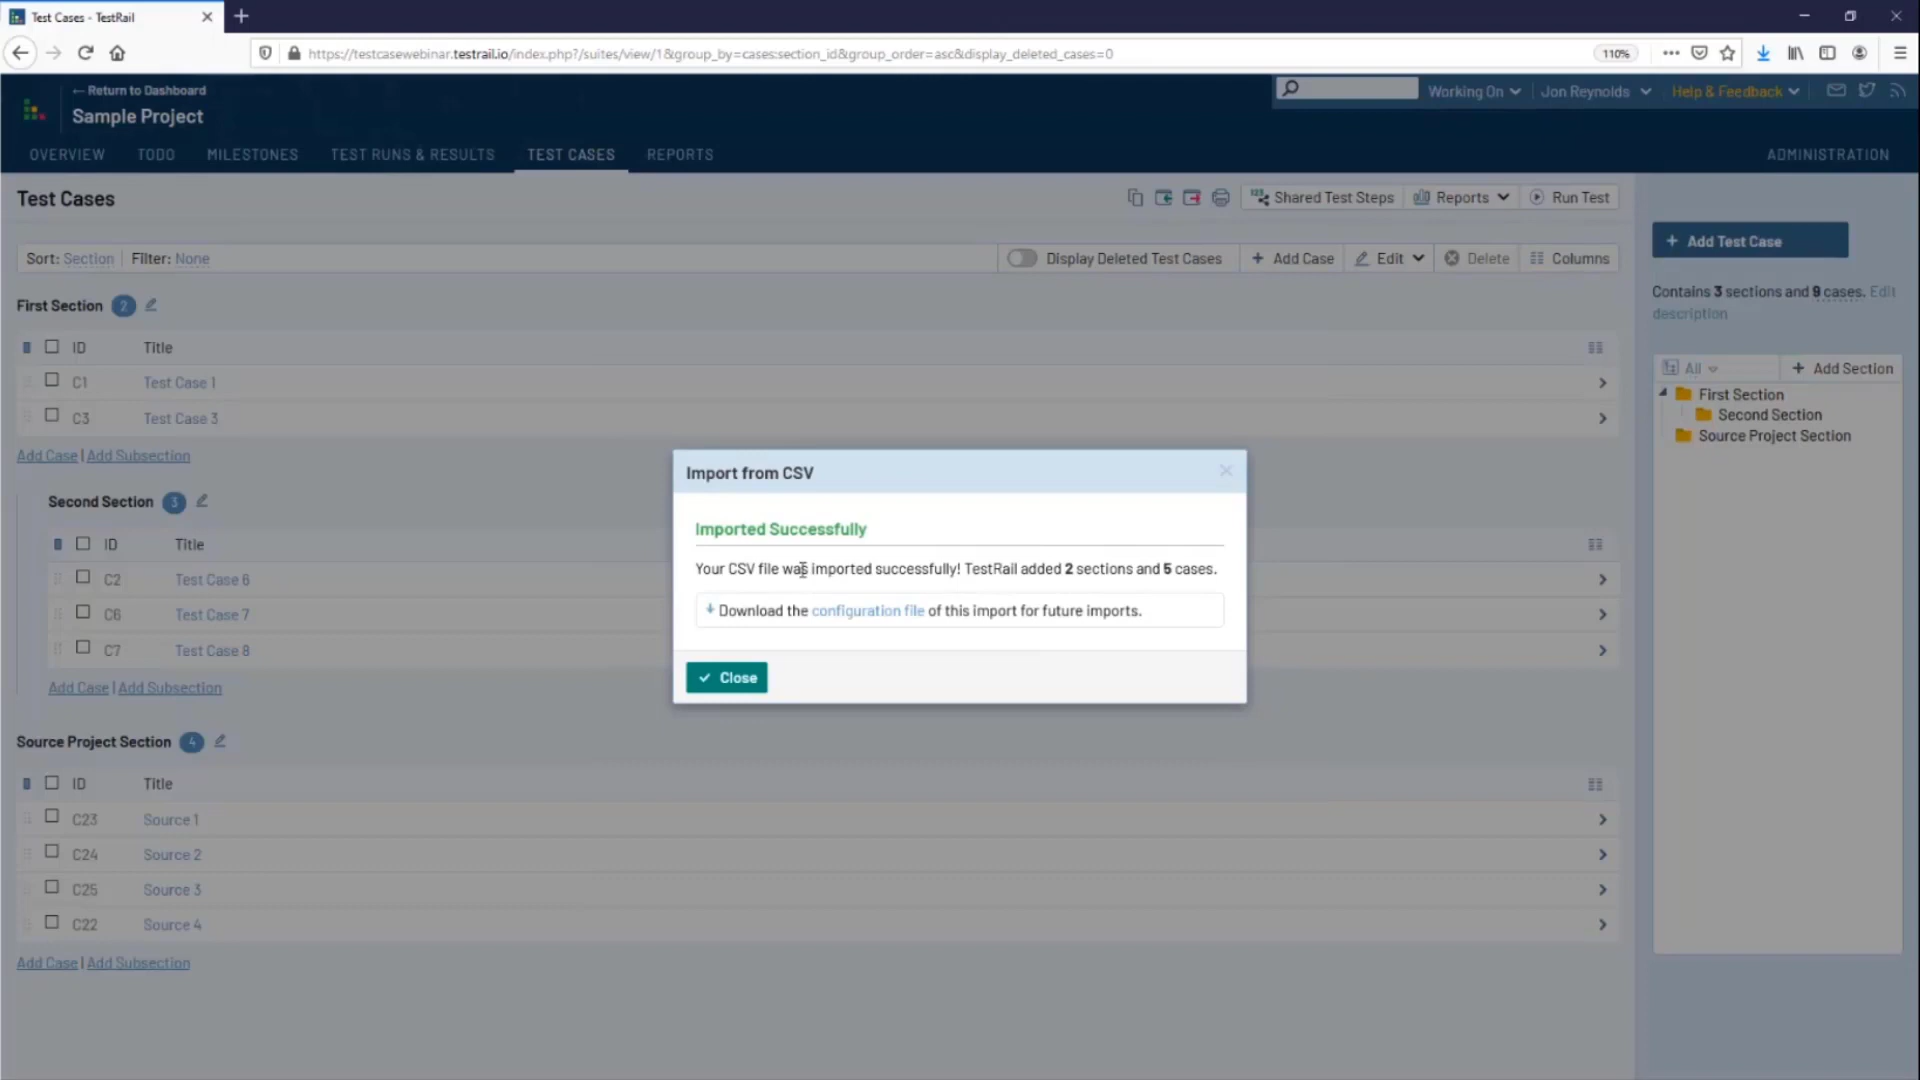 Test Cases - TestRail
https://testcasewebinar.testrail.io/index.php?/suites/view/1&group_by=cases:section_id&group_order=asc&display_deleted_cases=0
110%
Return to Dashboard
Working On
Jon Reynolds
Help & Feedback
Sample Project
OVERVIEW
TODO
MILESTONES
TEST RUNS & RESULTS
TEST CASES
REPORTS
ADMINISTRATION
Test Cases
Shared Test Steps
Reports
Run Test
+ Add Test Case
Sort: Section
Filter: None
Display Deleted Test Cases
+ Add Case
Edit
Delete
Columns
Contains 3 sections and 9 cases. Edit
description
First Section 2
ID Title
C1 Test Case 1
C3 Test Case 3
Add Case | Add Subsection
All
+ Add Section
First Section
Second Section
Source Project Section
Second Section 3
ID Title
C2 Test Case 6
C6 Test Case 7
C7 Test Case 8
Add Case | Add Subsection
Import from CSV
Imported Successfully
Your CSV file was imported successfully! TestRail added 2 sections and 5 cases.
Download the configuration file of this import for future imports.
Close
Source Project Section 4
ID Title
C23 Source 1
C24 Source 2
C25 Source 3
C22 Source 4
Add Case | Add Subsection